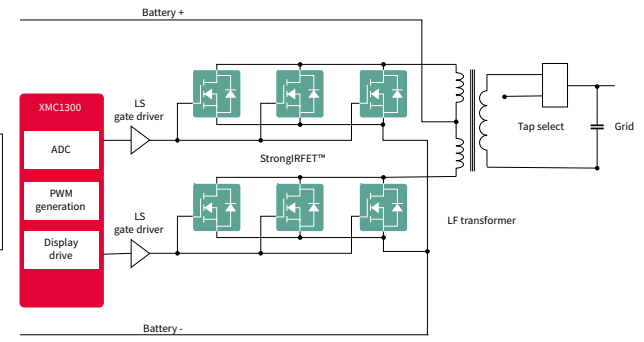 Battery +
XMC1300
LS
gate driver
ADC
StrongIRFET™
Tap select
Grid
PWM
generation
LS
gate driver
Display
drive
LF transformer
Battery -